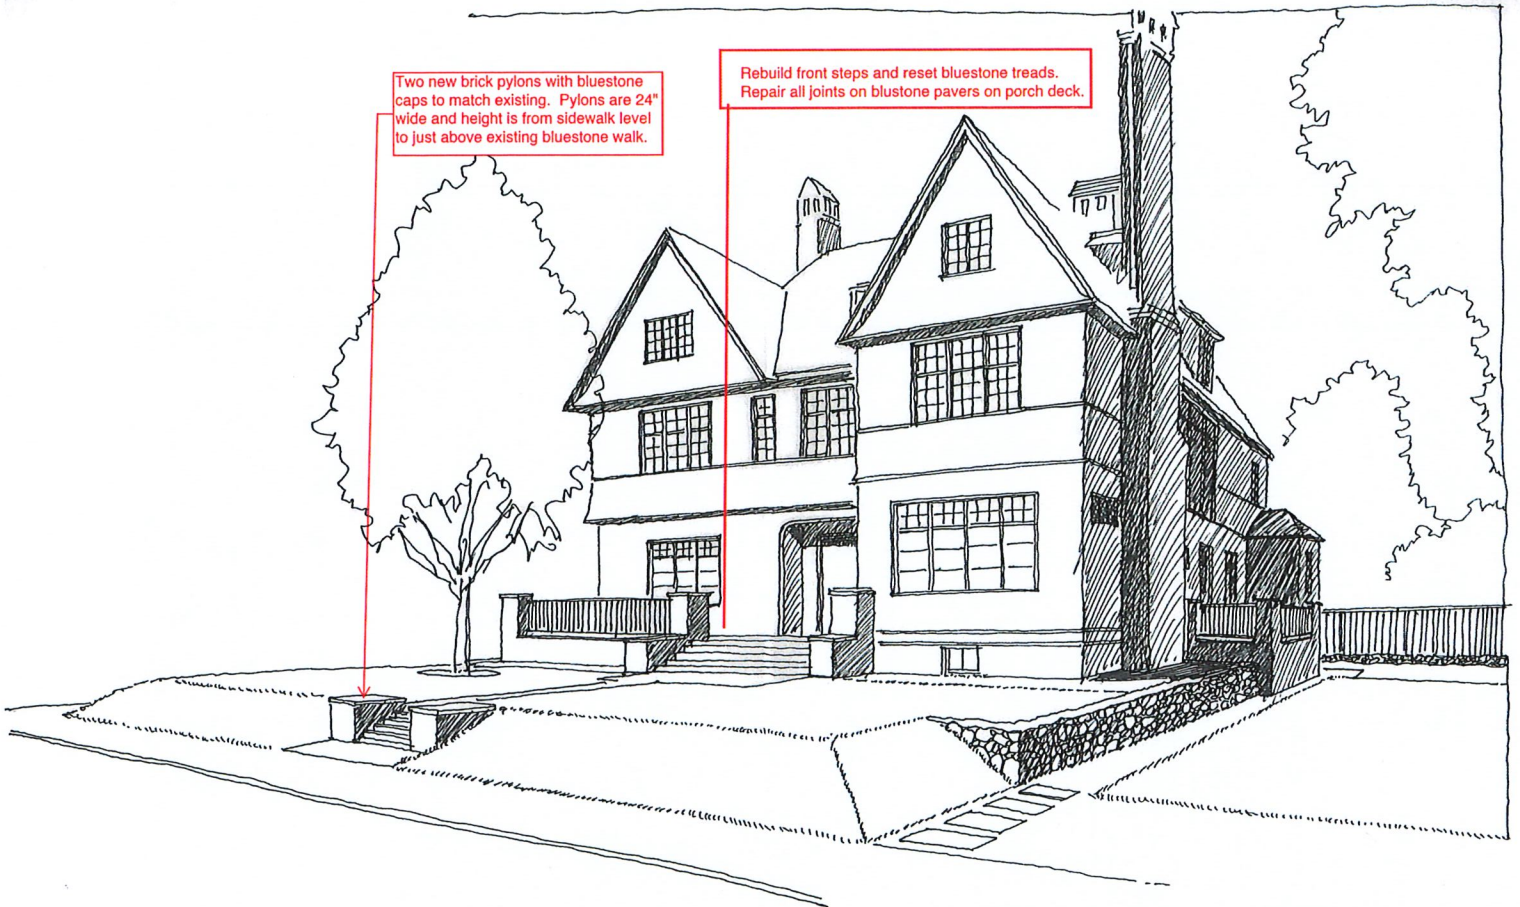 Two new brick pylons with bluestone
caps to match existing.  Pylons are 24"
wide and height is from sidewalk level
to just above existing bluestone walk.
Rebuild front steps and reset bluestone treads.
Repair all joints on blustone pavers on porch deck.